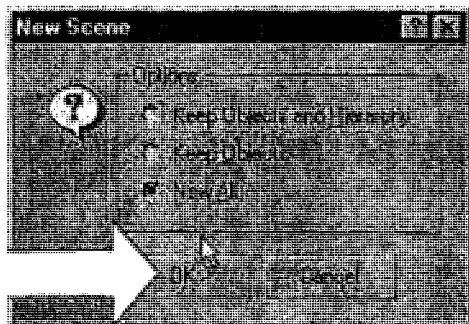 New Scene
Options
Keep Objects and Hierarchy
Keep Objects
New All
OK
Cancel